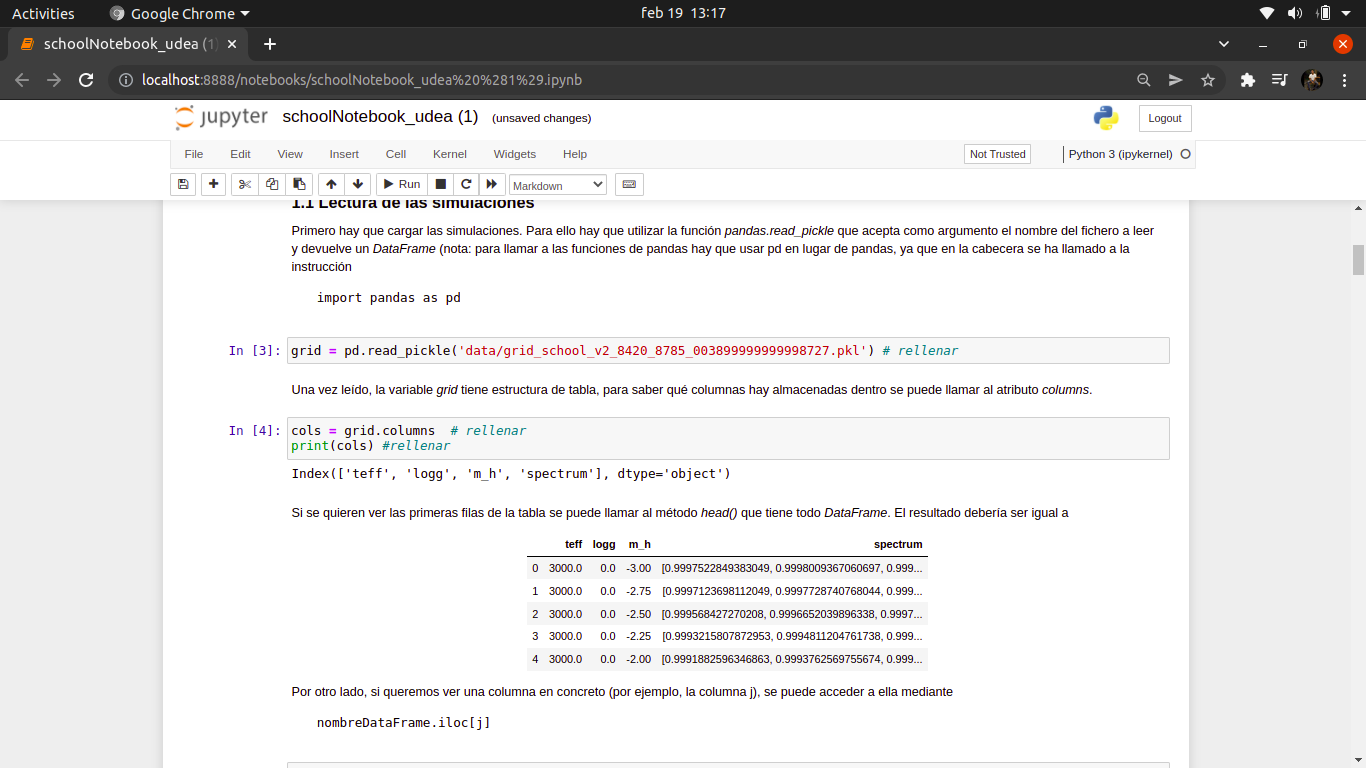 Activities Google Chrome feb 19 13:17
schoolNotebook_udea (1)
localhost:8888/notebooks/schoolNotebook_udea%20%281%29.ipynb
jupyter schoolNotebook_udea (1) (unsaved changes) Logout
File Edit View Insert Cell Kernel Widgets Help Not Trusted Python 3 (ipykernel)
Run Markdown
1.1 Lectura de las simulaciones
Primero hay que cargar las simulaciones. Para ello hay que utilizar la función pandas.read_pickle que acepta como argumento el nombre del fichero a leer
y devuelve un DataFrame (nota: para llamar a las funciones de pandas hay que usar pd en lugar de pandas, ya que en la cabecera se ha llamado a la
instrucción
import pandas as pd
In [3]: grid = pd.read_pickle('data/grid_school_v2_8420_8785_003899999999998727.pkl') # rellenar
Una vez leído, la variable grid tiene estructura de tabla, para saber qué columnas hay almacenadas dentro se puede llamar al atributo columns.
In [4]: cols = grid.columns # rellenar
print(cols) #rellenar
Index(['teff', 'logg', 'm_h', 'spectrum'], dtype='object')
Si se quieren ver las primeras filas de la tabla se puede llamar al método head() que tiene todo DataFrame. El resultado debería ser igual a
teff logg m_h spectrum
0 3000.0 0.0 -3.00 [0.9997522849383049, 0.9998009367060697, 0.999...
1 3000.0 0.0 -2.75 [0.9997123698112049, 0.9997728740768044, 0.999...
2 3000.0 0.0 -2.50 [0.999568427270208, 0.9996652039896338, 0.9997...
3 3000.0 0.0 -2.25 [0.9993215807872953, 0.9994811204761738, 0.999...
4 3000.0 0.0 -2.00 [0.9991882596346863, 0.9993762569755674, 0.999...
Por otro lado, si queremos ver una columna en concreto (por ejemplo, la columna j), se puede acceder a ella mediante
nombreDataFrame.iloc[j]